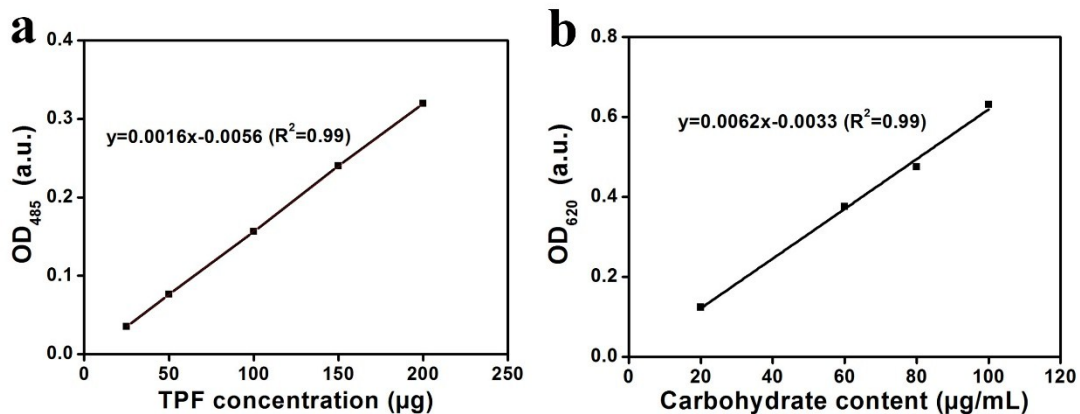 a
0.4
0.3
0.2
0.1
0.0
OD485 (a.u.)
y=0.0016x-0.0056 (R²=0.99)
0 50 100 150 200 250
TPF concentration (µg)
b
0.8
0.6
0.4
0.2
0.0
OD620 (a.u.)
y=0.0062x-0.0033 (R²=0.99)
0 20 40 60 80 100 120
Carbohydrate content (µg/mL)